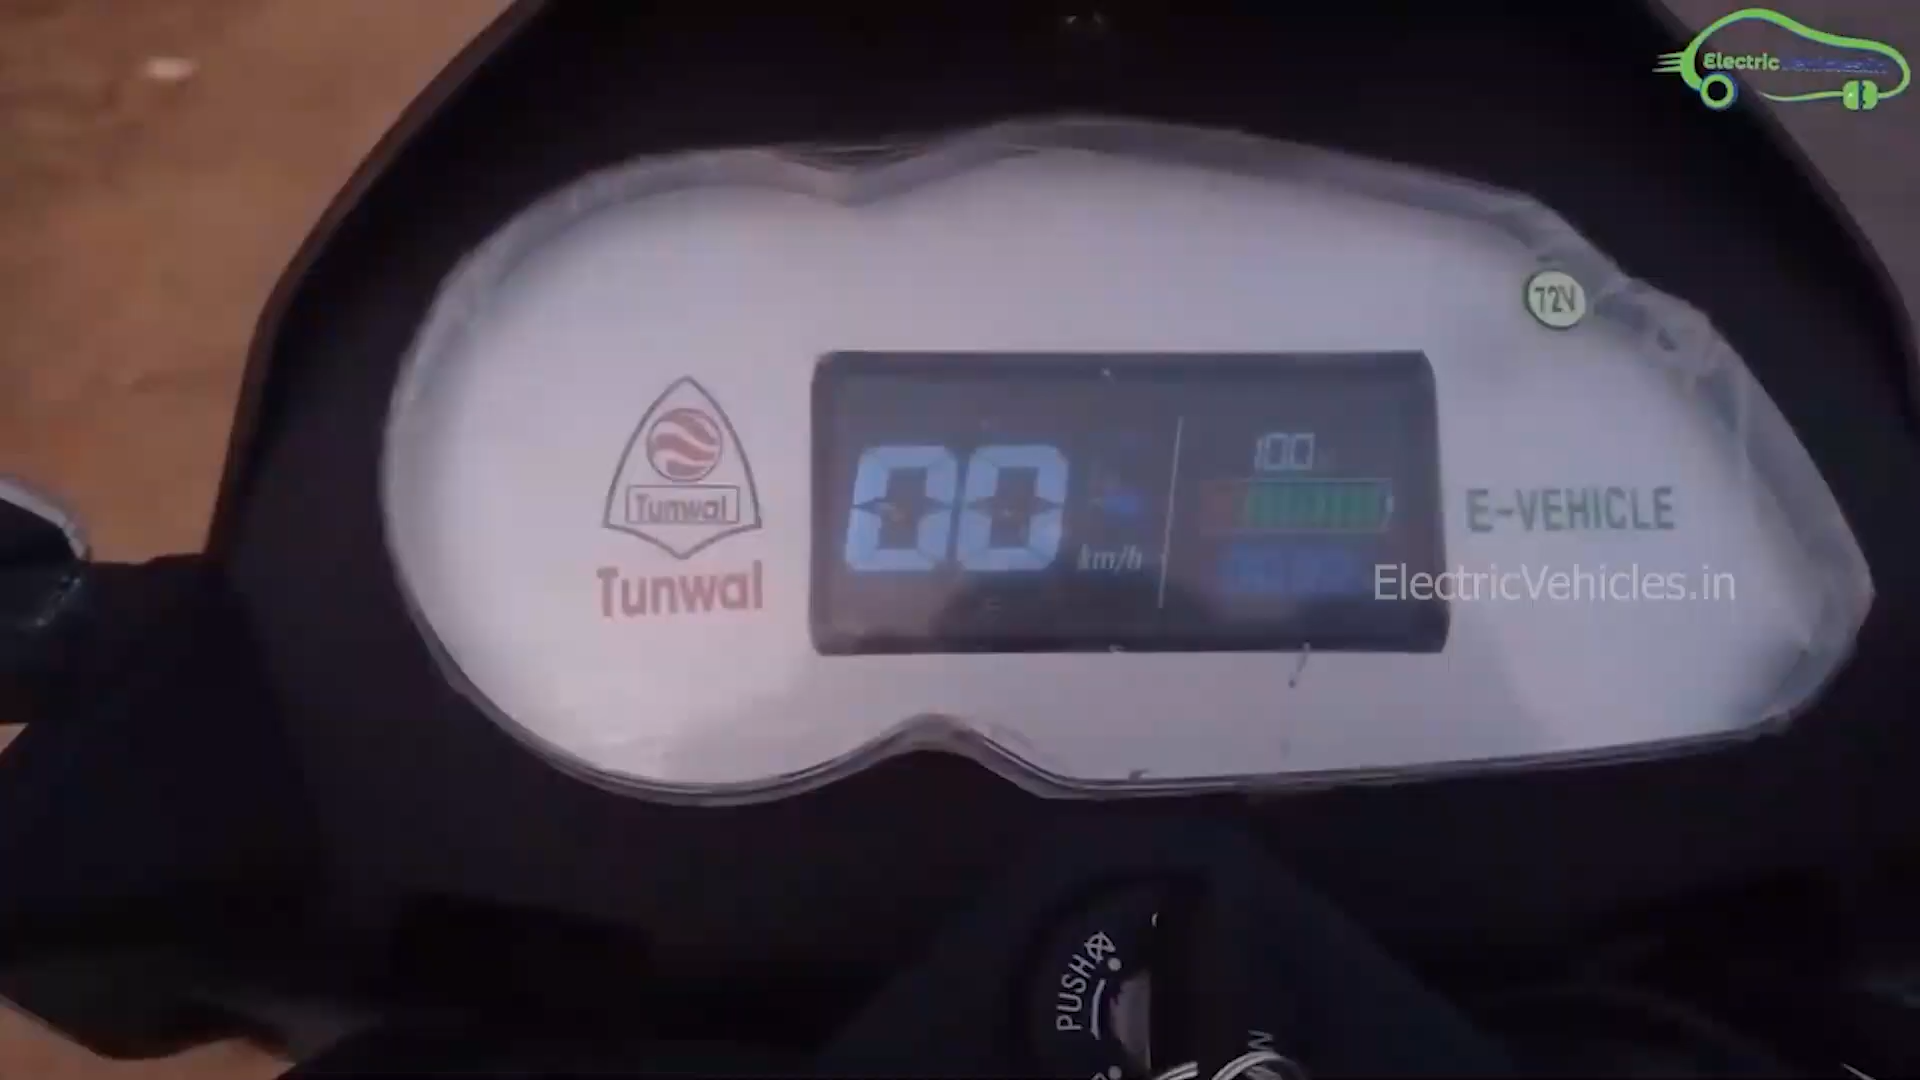 Electric
72V
100
Tunwal
00
km/h
E-VEHICLE
ElectricVehicles.in
Tunwal
PUSH